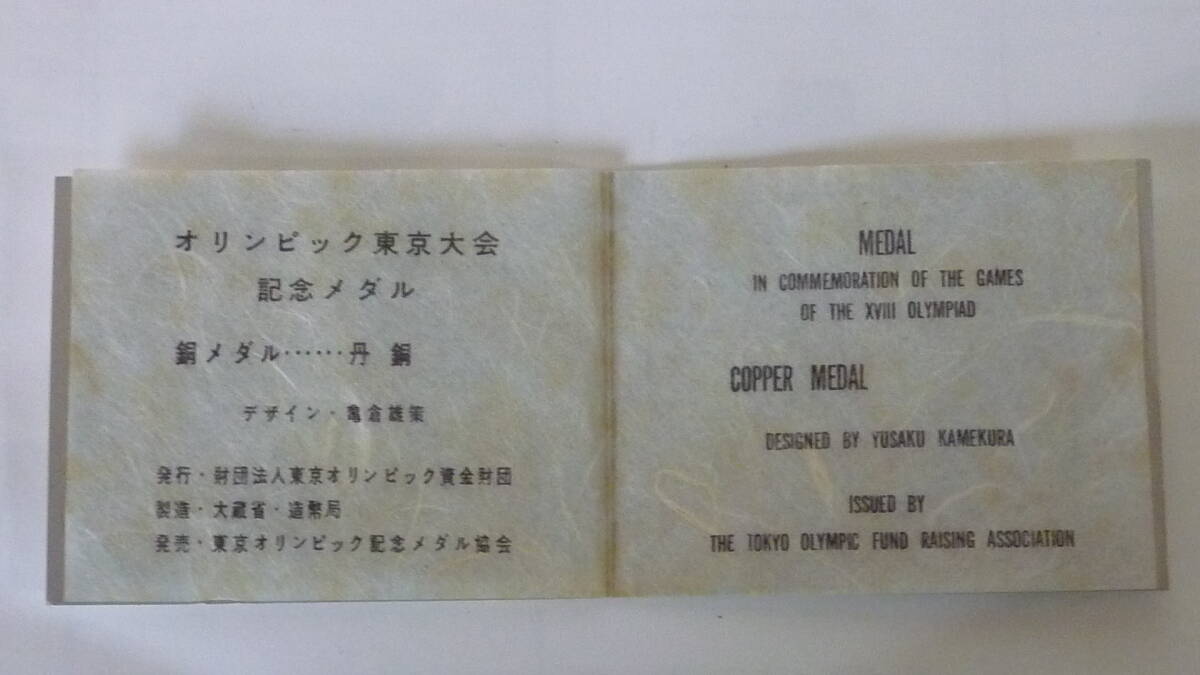 オリンピック東京大会
記念メダル
銅メダル……丹銅
デザイン・亀倉雄策
発行・財団法人東京オリンピック資金財団
製造・大蔵省・造幣局
発売・東京オリンピック記念メダル協会
MEDAL
IN COMMEMORATION OF THE GAMES
OF THE XVIII OLYMPIAD
COPPER MEDAL
DESIGNED BY YUSAKU KAMEKURA
ISSUED BY
THE TOKYO OLYMPIC FUND RAISING ASSOCIATION